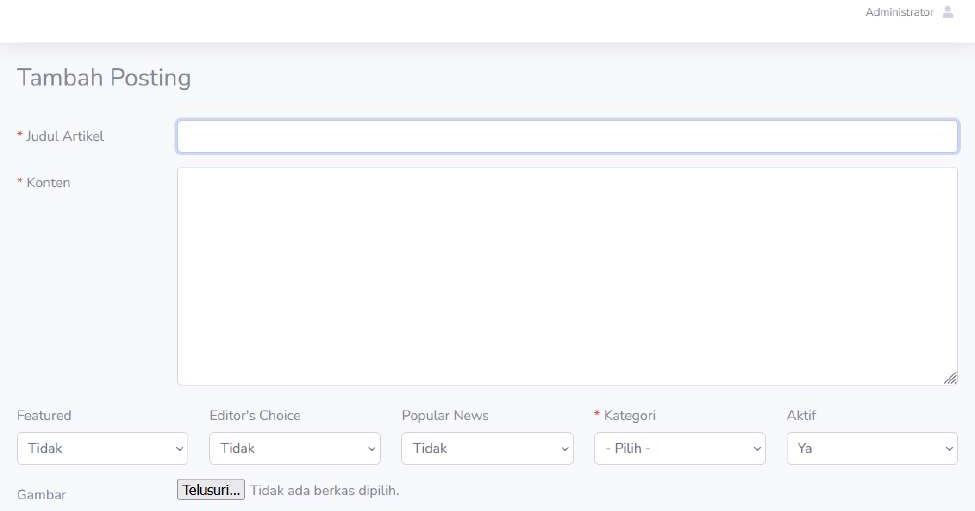 Administrator
Tambah Posting
* Judul Artikel
* Konten
Featured Editor's Choice Popular News * Kategori Aktif
Tidak Tidak Tidak - Pilih - Ya
Gambar Telusuri... Tidak ada berkas dipilih.